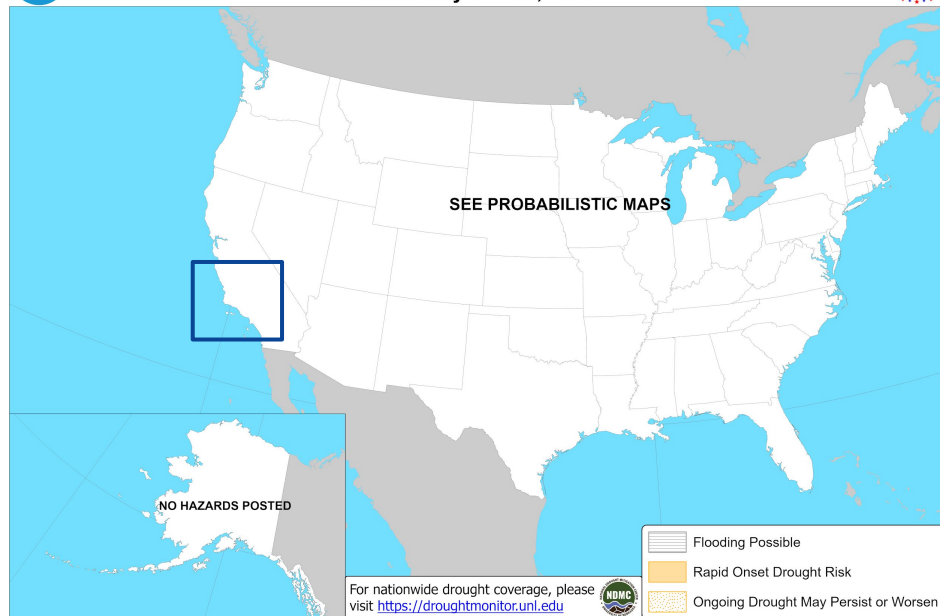 SEE PROBABILISTIC MAPS
NO HAZARDS POSTED
For nationwide drought coverage, please
visit https://droughtmonitor.unl.edu
NDMC
Flooding Possible
Rapid Onset Drought Risk
Ongoing Drought May Persist or Worsen